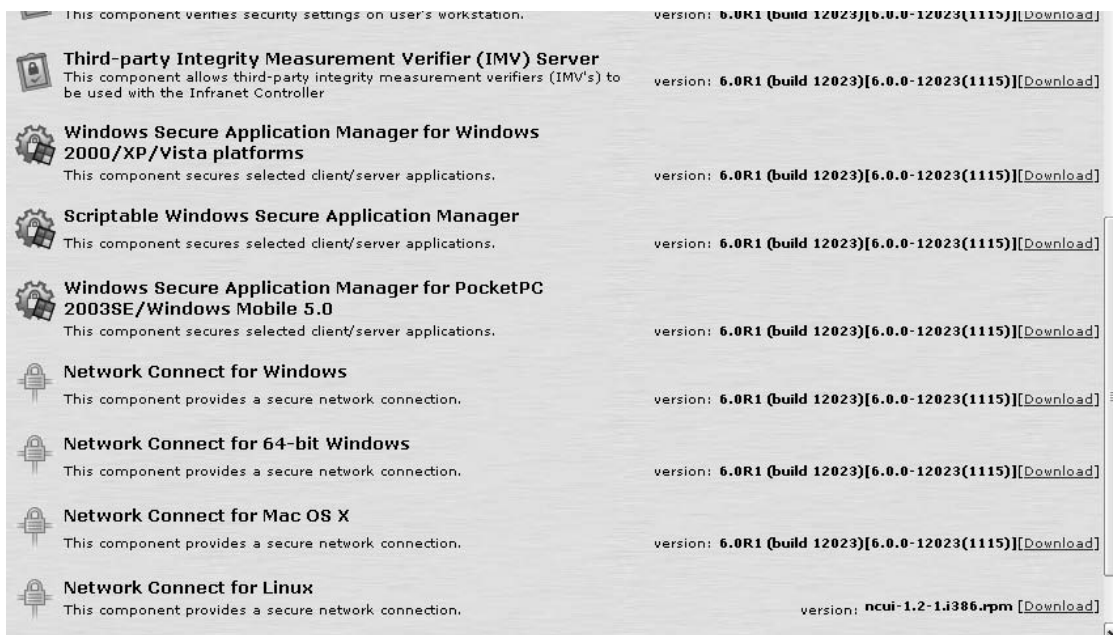 This component verifies security settings on user's workstation. version: 6.0R1 (build 12023)[6.0.0-12023(1115)][Download]
Third-party Integrity Measurement Verifier (IMV) Server
This component allows third-party integrity measurement verifiers (IMV's) to
be used with the Infranet Controller
version: 6.0R1 (build 12023)[6.0.0-12023(1115)][Download]
Windows Secure Application Manager for Windows
2000/XP/Vista platforms
This component secures selected client/server applications. version: 6.0R1 (build 12023)[6.0.0-12023(1115)][Download]
Scriptable Windows Secure Application Manager
This component secures selected client/server applications. version: 6.0R1 (build 12023)[6.0.0-12023(1115)][Download]
Windows Secure Application Manager for PocketPC
2003SE/Windows Mobile 5.0
This component secures selected client/server applications. version: 6.0R1 (build 12023)[6.0.0-12023(1115)][Download]
Network Connect for Windows
This component provides a secure network connection. version: 6.0R1 (build 12023)[6.0.0-12023(1115)][Download]
Network Connect for 64-bit Windows
This component provides a secure network connection. version: 6.0R1 (build 12023)[6.0.0-12023(1115)][Download]
Network Connect for Mac OS X
This component provides a secure network connection. version: 6.0R1 (build 12023)[6.0.0-12023(1115)][Download]
Network Connect for Linux
This component provides a secure network connection. version: ncui-1.2-1.i386.rpm [Download]